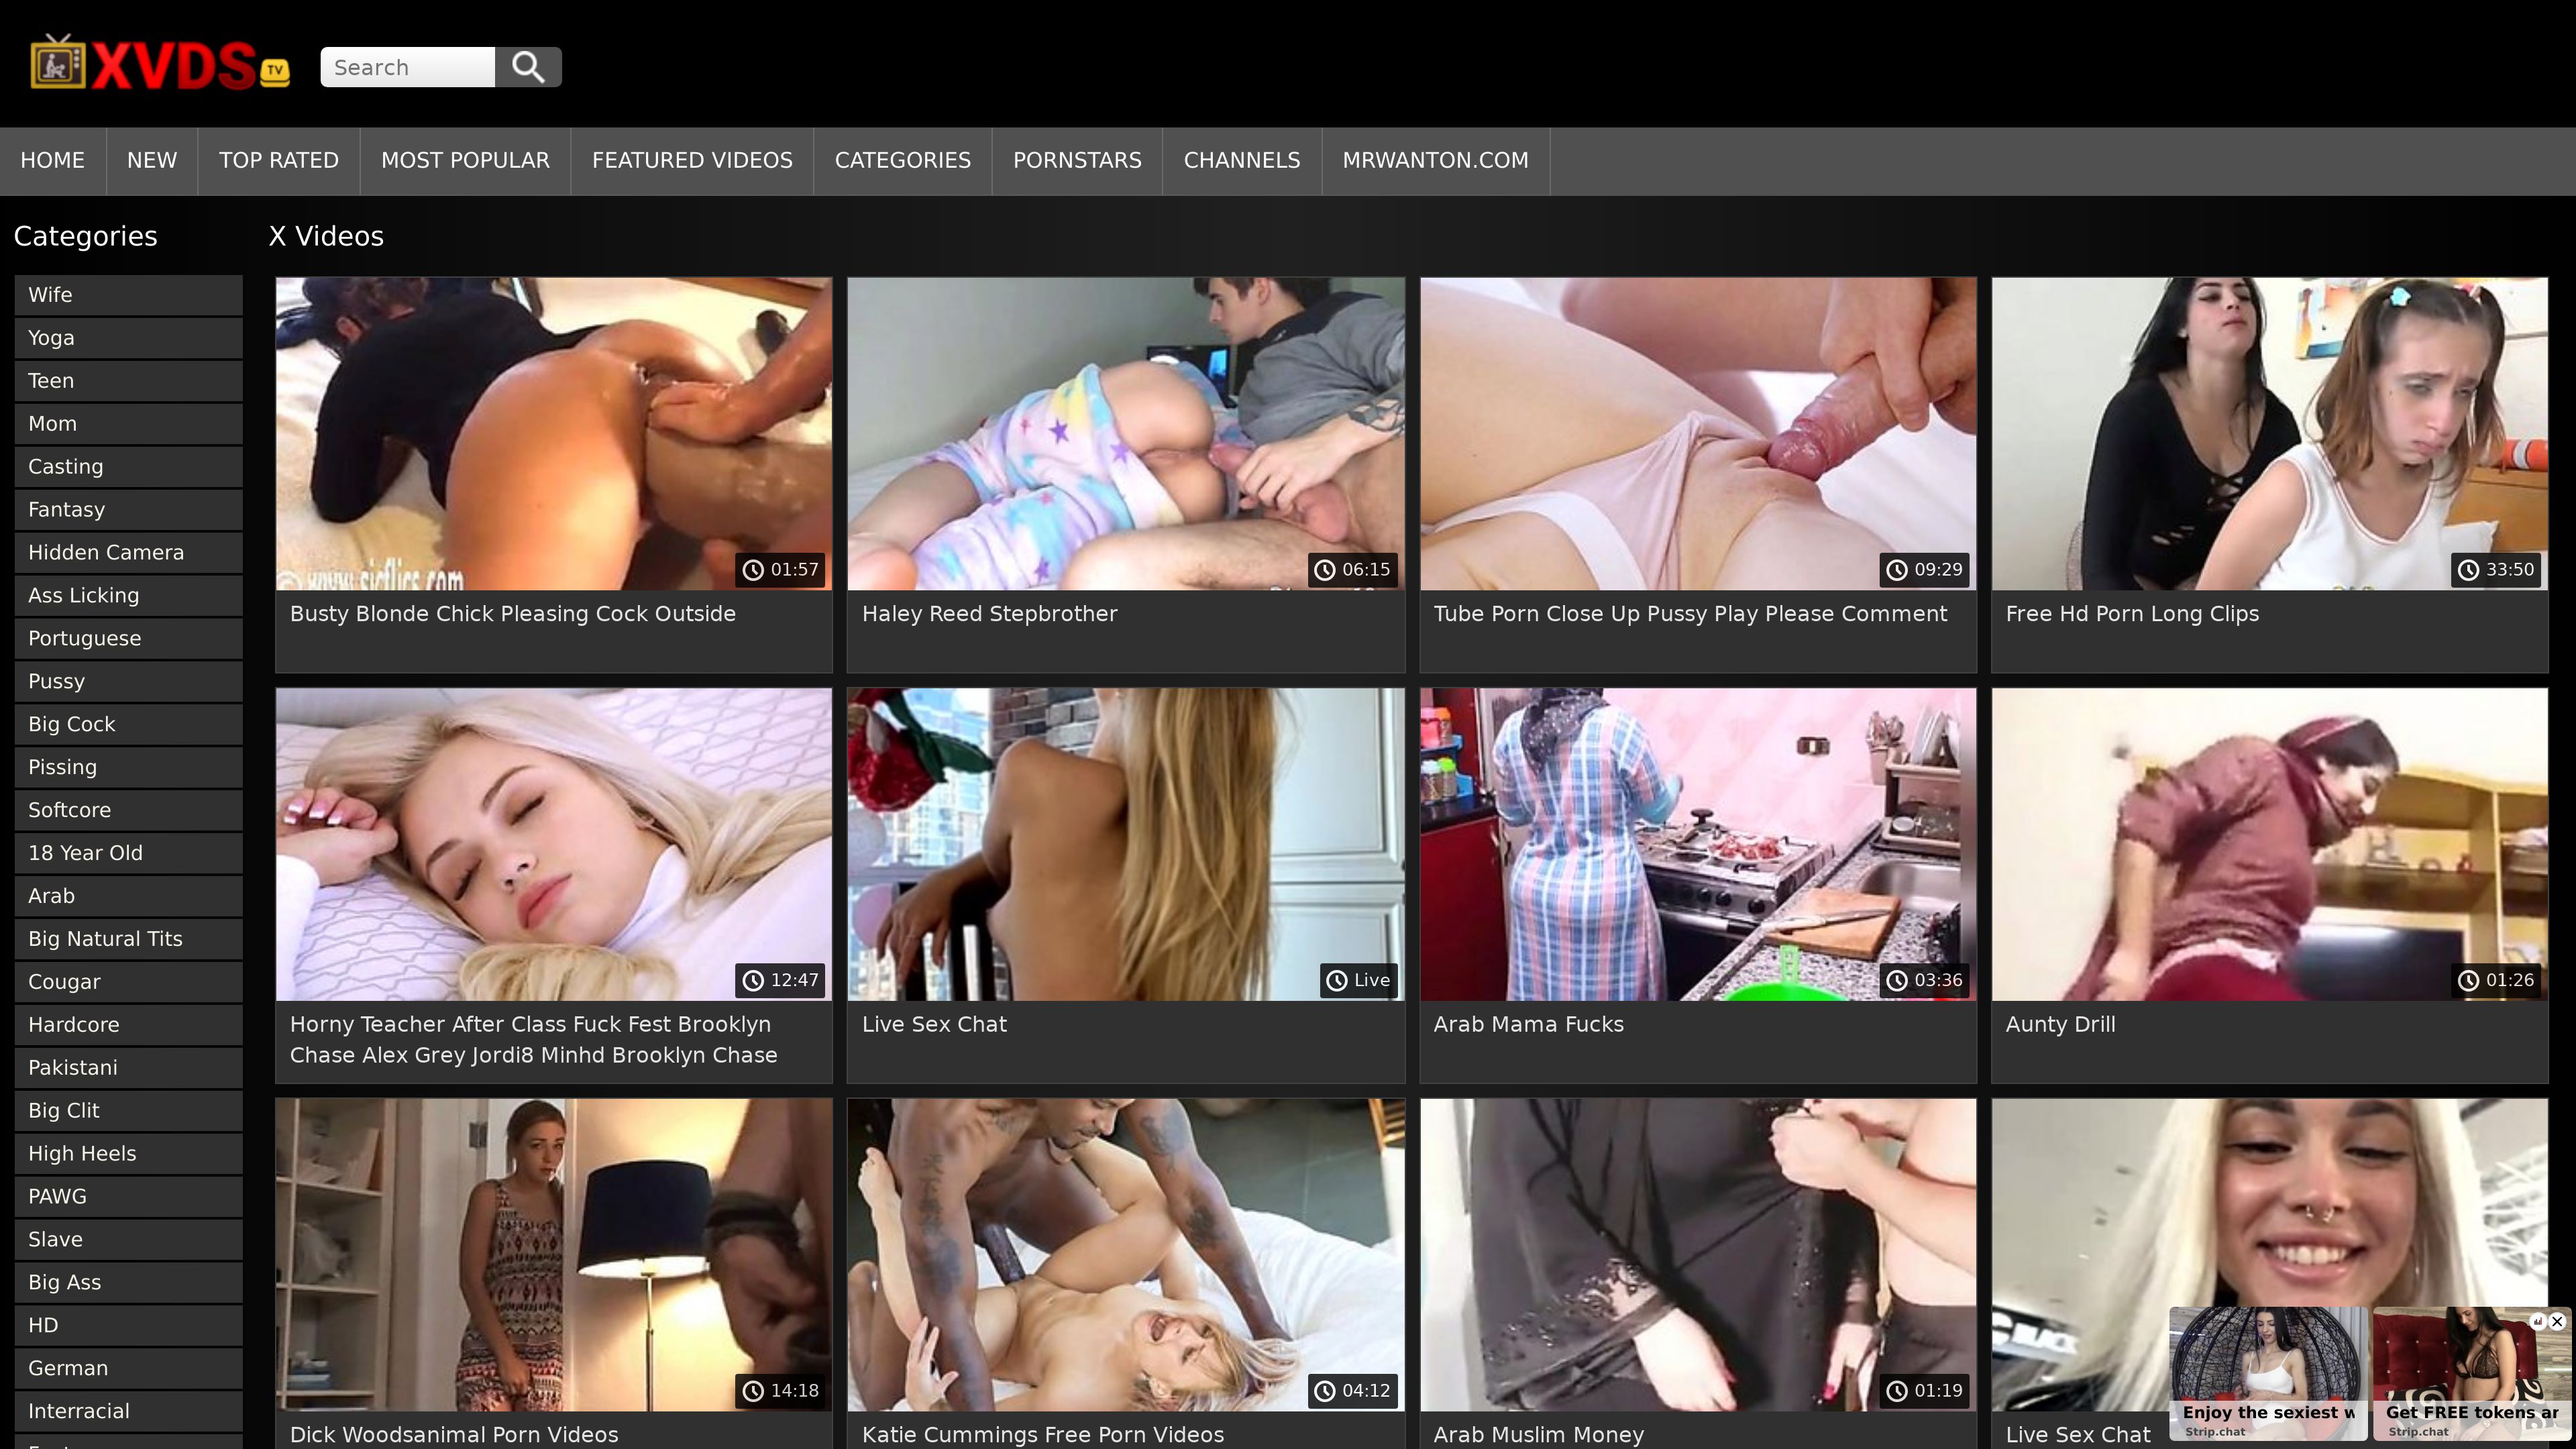 XVDS TV
Search
HOME
NEW
TOP RATED
MOST POPULAR
FEATURED VIDEOS
CATEGORIES
PORNSTARS
CHANNELS
MRWANTON.COM
Categories
Wife
Yoga
Teen
Mom
Casting
Fantasy
Hidden Camera
Ass Licking
Portuguese
Pussy
Big Cock
Pissing
Softcore
18 Year Old
Arab
Big Natural Tits
Cougar
Hardcore
Pakistani
Big Clit
High Heels
PAWG
Slave
Big Ass
HD
German
Interracial
X Videos
© www.sicflics.com
01:57
Busty Blonde Chick Pleasing Cock Outside
06:15
Haley Reed Stepbrother
09:29
Tube Porn Close Up Pussy Play Please Comment
33:50
Free Hd Porn Long Clips
12:47
Horny Teacher After Class Fuck Fest Brooklyn
Chase Alex Grey Jordi8 Minhd Brooklyn Chase
Live
Live Sex Chat
03:36
Arab Mama Fucks
01:26
Aunty Drill
14:18
Dick Woodsanimal Porn Videos
04:12
Katie Cummings Free Porn Videos
01:19
Arab Muslim Money
Live Sex Chat
Enjoy the sexiest w
Strip.chat
Get FREE tokens ar
Strip.chat